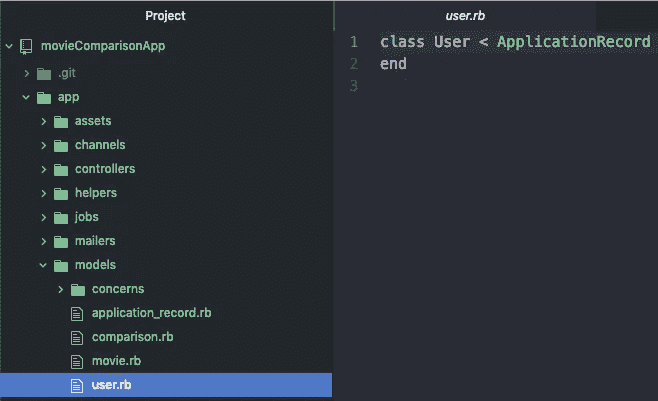 Project
movieComparisonApp
.git
app
assets
channels
controllers
helpers
jobs
mailers
models
concerns
application_record.rb
comparison.rb
movie.rb
user.rb
user.rb
1 class User < ApplicationRecord
2 end
3